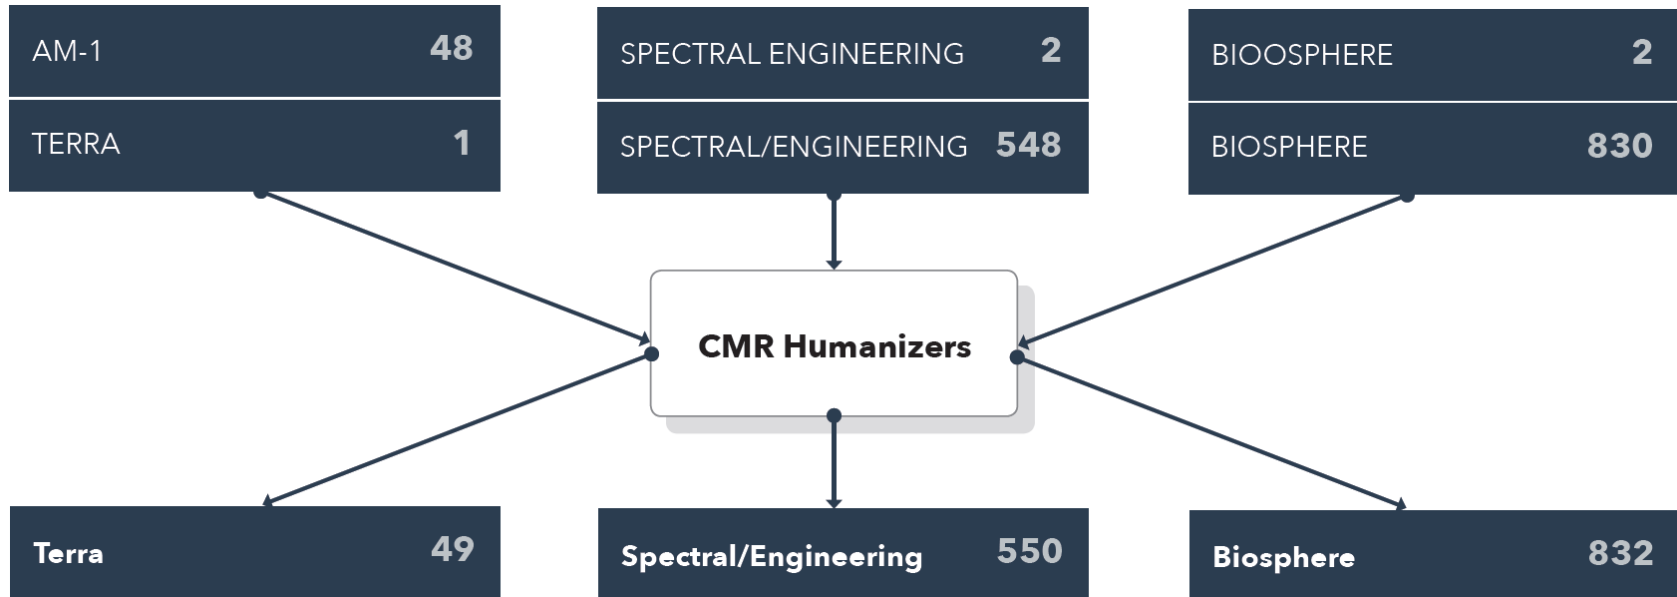 AM-1 48
TERRA 1
SPECTRAL ENGINEERING 2
SPECTRAL/ENGINEERING 548
BIOOSPHERE 2
BIOSPHERE 830
CMR Humanizers
Terra 49
Spectral/Engineering 550
Biosphere 832